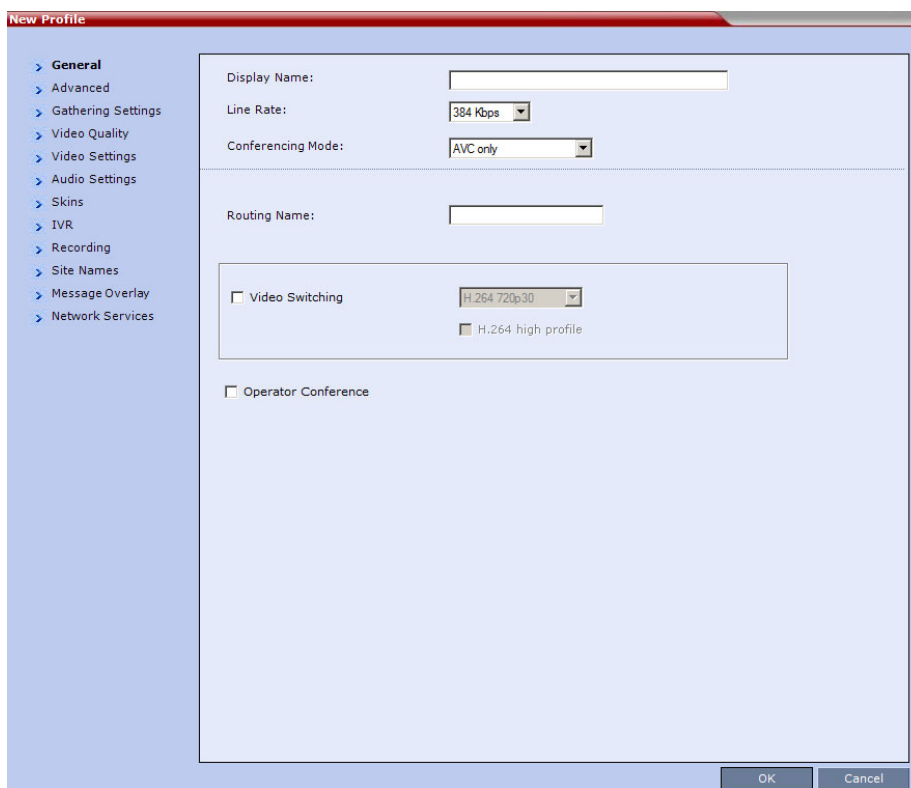 New Profile
General
Advanced
Gathering Settings
Video Quality
Video Settings
Audio Settings
Skins
IVR
Recording
Site Names
Message Overlay
Network Services
Display Name:
Line Rate: 384 Kbps
Conferencing Mode: AVC only
Routing Name:
Video Switching H.264 720p30
H.264 high profile
Operator Conference
OK Cancel